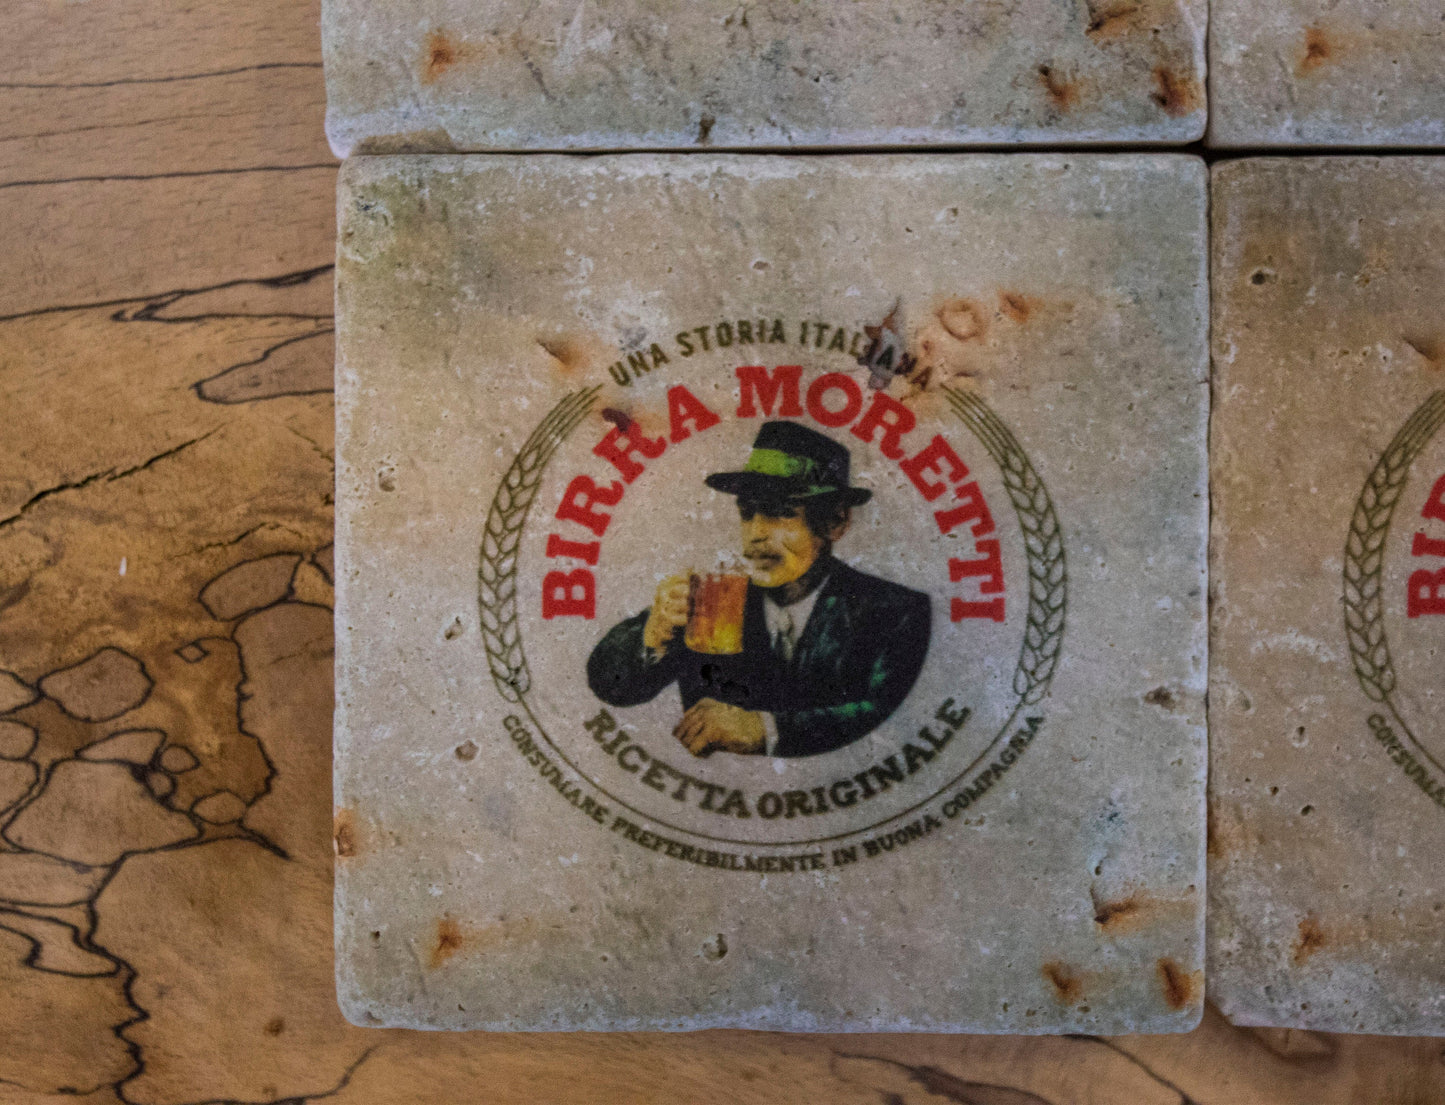 UNA STORIA ITALIANA
BIRRA MORETTI
RICETTA ORIGINALE
CONSUMARE PREFERIBILMENTE IN BUONA COMPAGNIA